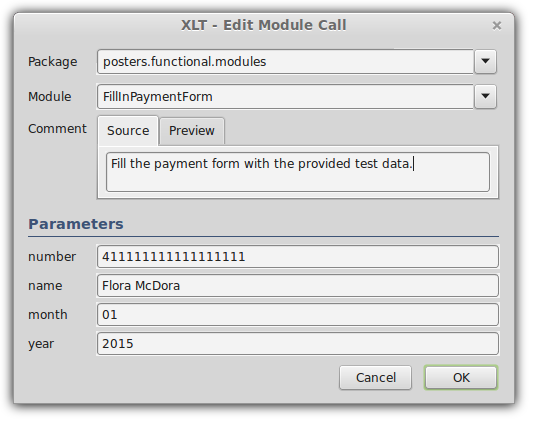 XLT - Edit Module Call
Package posters.functional.modules
Module FillInPaymentForm
Comment Source Preview
Fill the payment form with the provided test data.
Parameters
number 411111111111111111
name Flora McDora
month 01
year 2015
Cancel OK